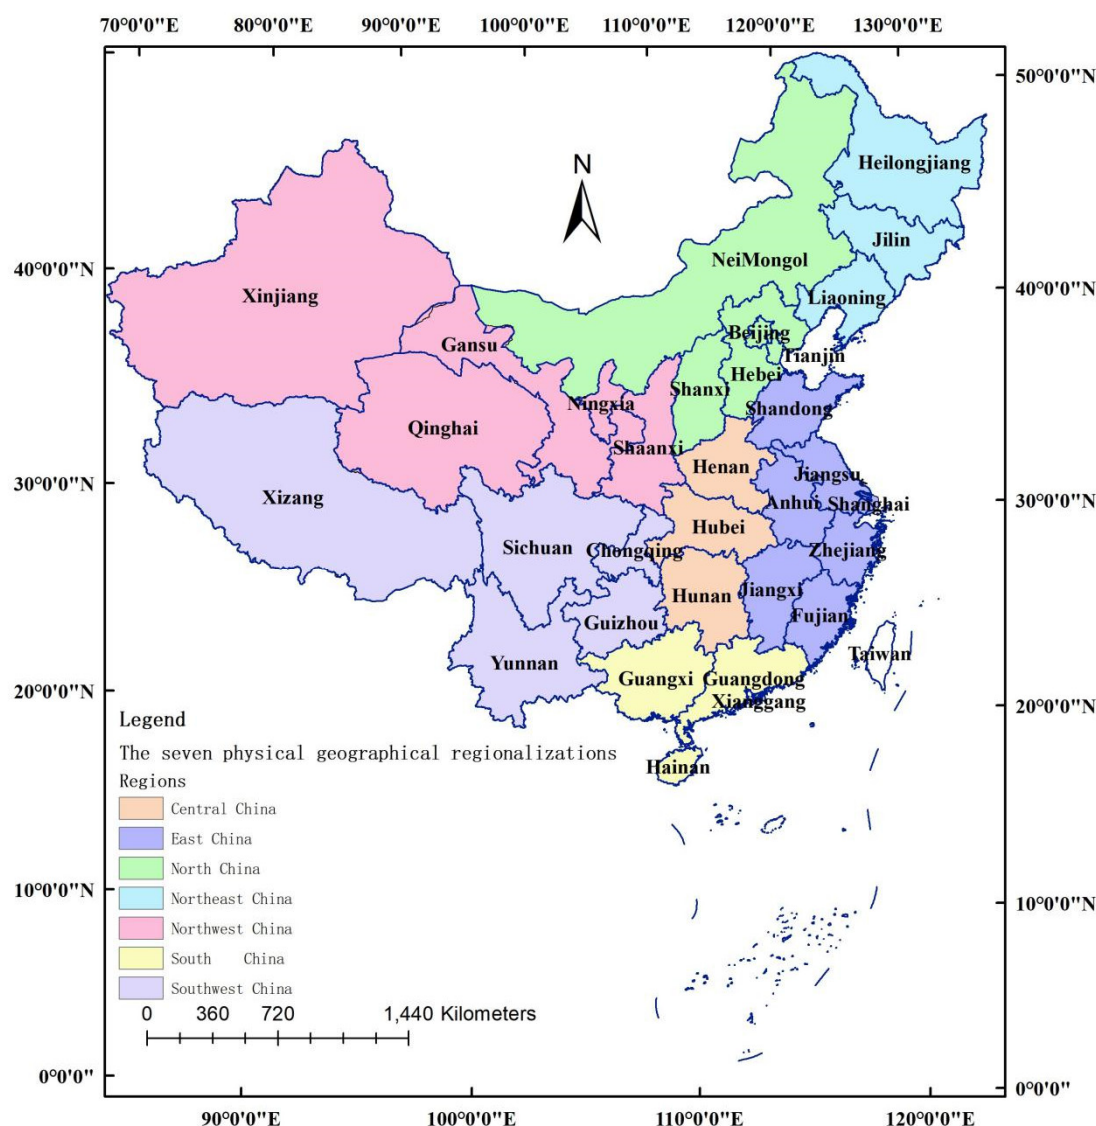 70°0'0"E 80°0'0"E 90°0'0"E 100°0'0"E 110°0'0"E 120°0'0"E 130°0'0"E
50°0'0"N
N
Heilongjiang
Jilin
NeiMongol
40°0'0"N
40°0'0"N
Xinjiang
Liaoning
Beijing
Gansu
Tianjin
Hebei
Shanxi
Ningxia
Shandong
Qinghai
Shaanxi
Henan
Jiangsu
30°0'0"N
Xizang
Anhui
Shanghai
30°0'0"N
Hubei
Sichuan
Chongqing
Zhejiang
Hunan
Jiangxi
Fujian
Guizhou
Taiwan
Yunnan
Guangxi
Guangdong
20°0'0"N
Xianggang
20°0'0"N
Hainan
Legend
The seven physical geographical regionalizations
Regions
Central China
East China
North China
Northeast China
Northwest China
South China
Southwest China
10°0'0"N
10°0'0"N
0 360 720 1,440 Kilometers
0°0'0"
0°0'0"
90°0'0"E 100°0'0"E 110°0'0"E 120°0'0"E